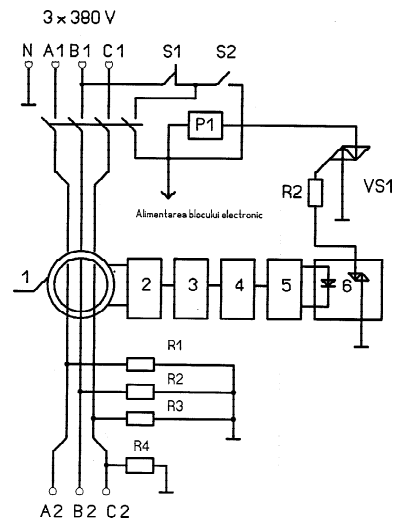 3 x 380 V
N A1 B1 C1 S1 S2
P1
R2 VS1
Alimentarea blocului electronic
1 2 3 4 5 6
R1
R2
R3
R4
A2 B2 C2